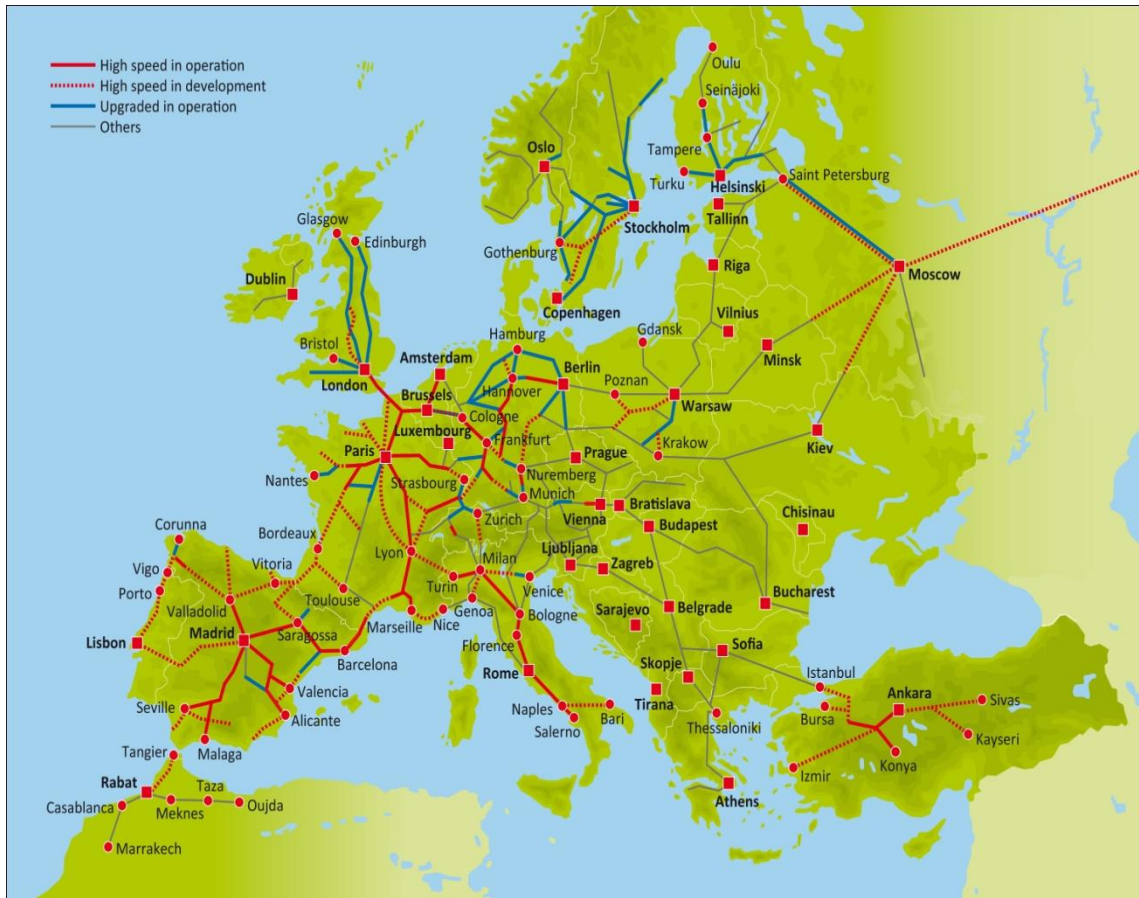 High speed in operation
High speed in development
Upgraded in operation
Others
Oulu
Seinäjoki
Oslo
Tampere
Turku
Helsinki
Saint Petersburg
Tallinn
Stockholm
Glasgow
Edinburgh
Gothenburg
Riga
Moscow
Dublin
Copenhagen
Vilnius
Minsk
Bristol
Hamburg
Gdansk
London
Amsterdam
Hannover
Berlin
Poznan
Warsaw
Brussels
Cologne
Luxembourg
Frankfurt
Krakow
Kiev
Paris
Prague
Nuremberg
Nantes
Strasbourg
Munich
Zurich
Vienna
Bratislava
Budapest
Chisinau
Corunna
Bordeaux
Lyon
Milan
Ljubljana
Zagreb
Vigo
Vitoria
Turin
Venice
Porto
Valladolid
Toulouse
Genoa
Bologne
Sarajevo
Belgrade
Bucharest
Lisbon
Madrid
Saragossa
Marseille
Nice
Florence
Sofia
Barcelona
Rome
Skopje
Istanbul
Ankara
Valencia
Tirana
Sivas
Seville
Alicante
Naples
Bari
Thessaloniki
Bursa
Salerno
Kayseri
Tangier
Malaga
Konya
Izmir
Rabat
Taza
Athens
Casablanca
Meknes
Oujda
Marrakech